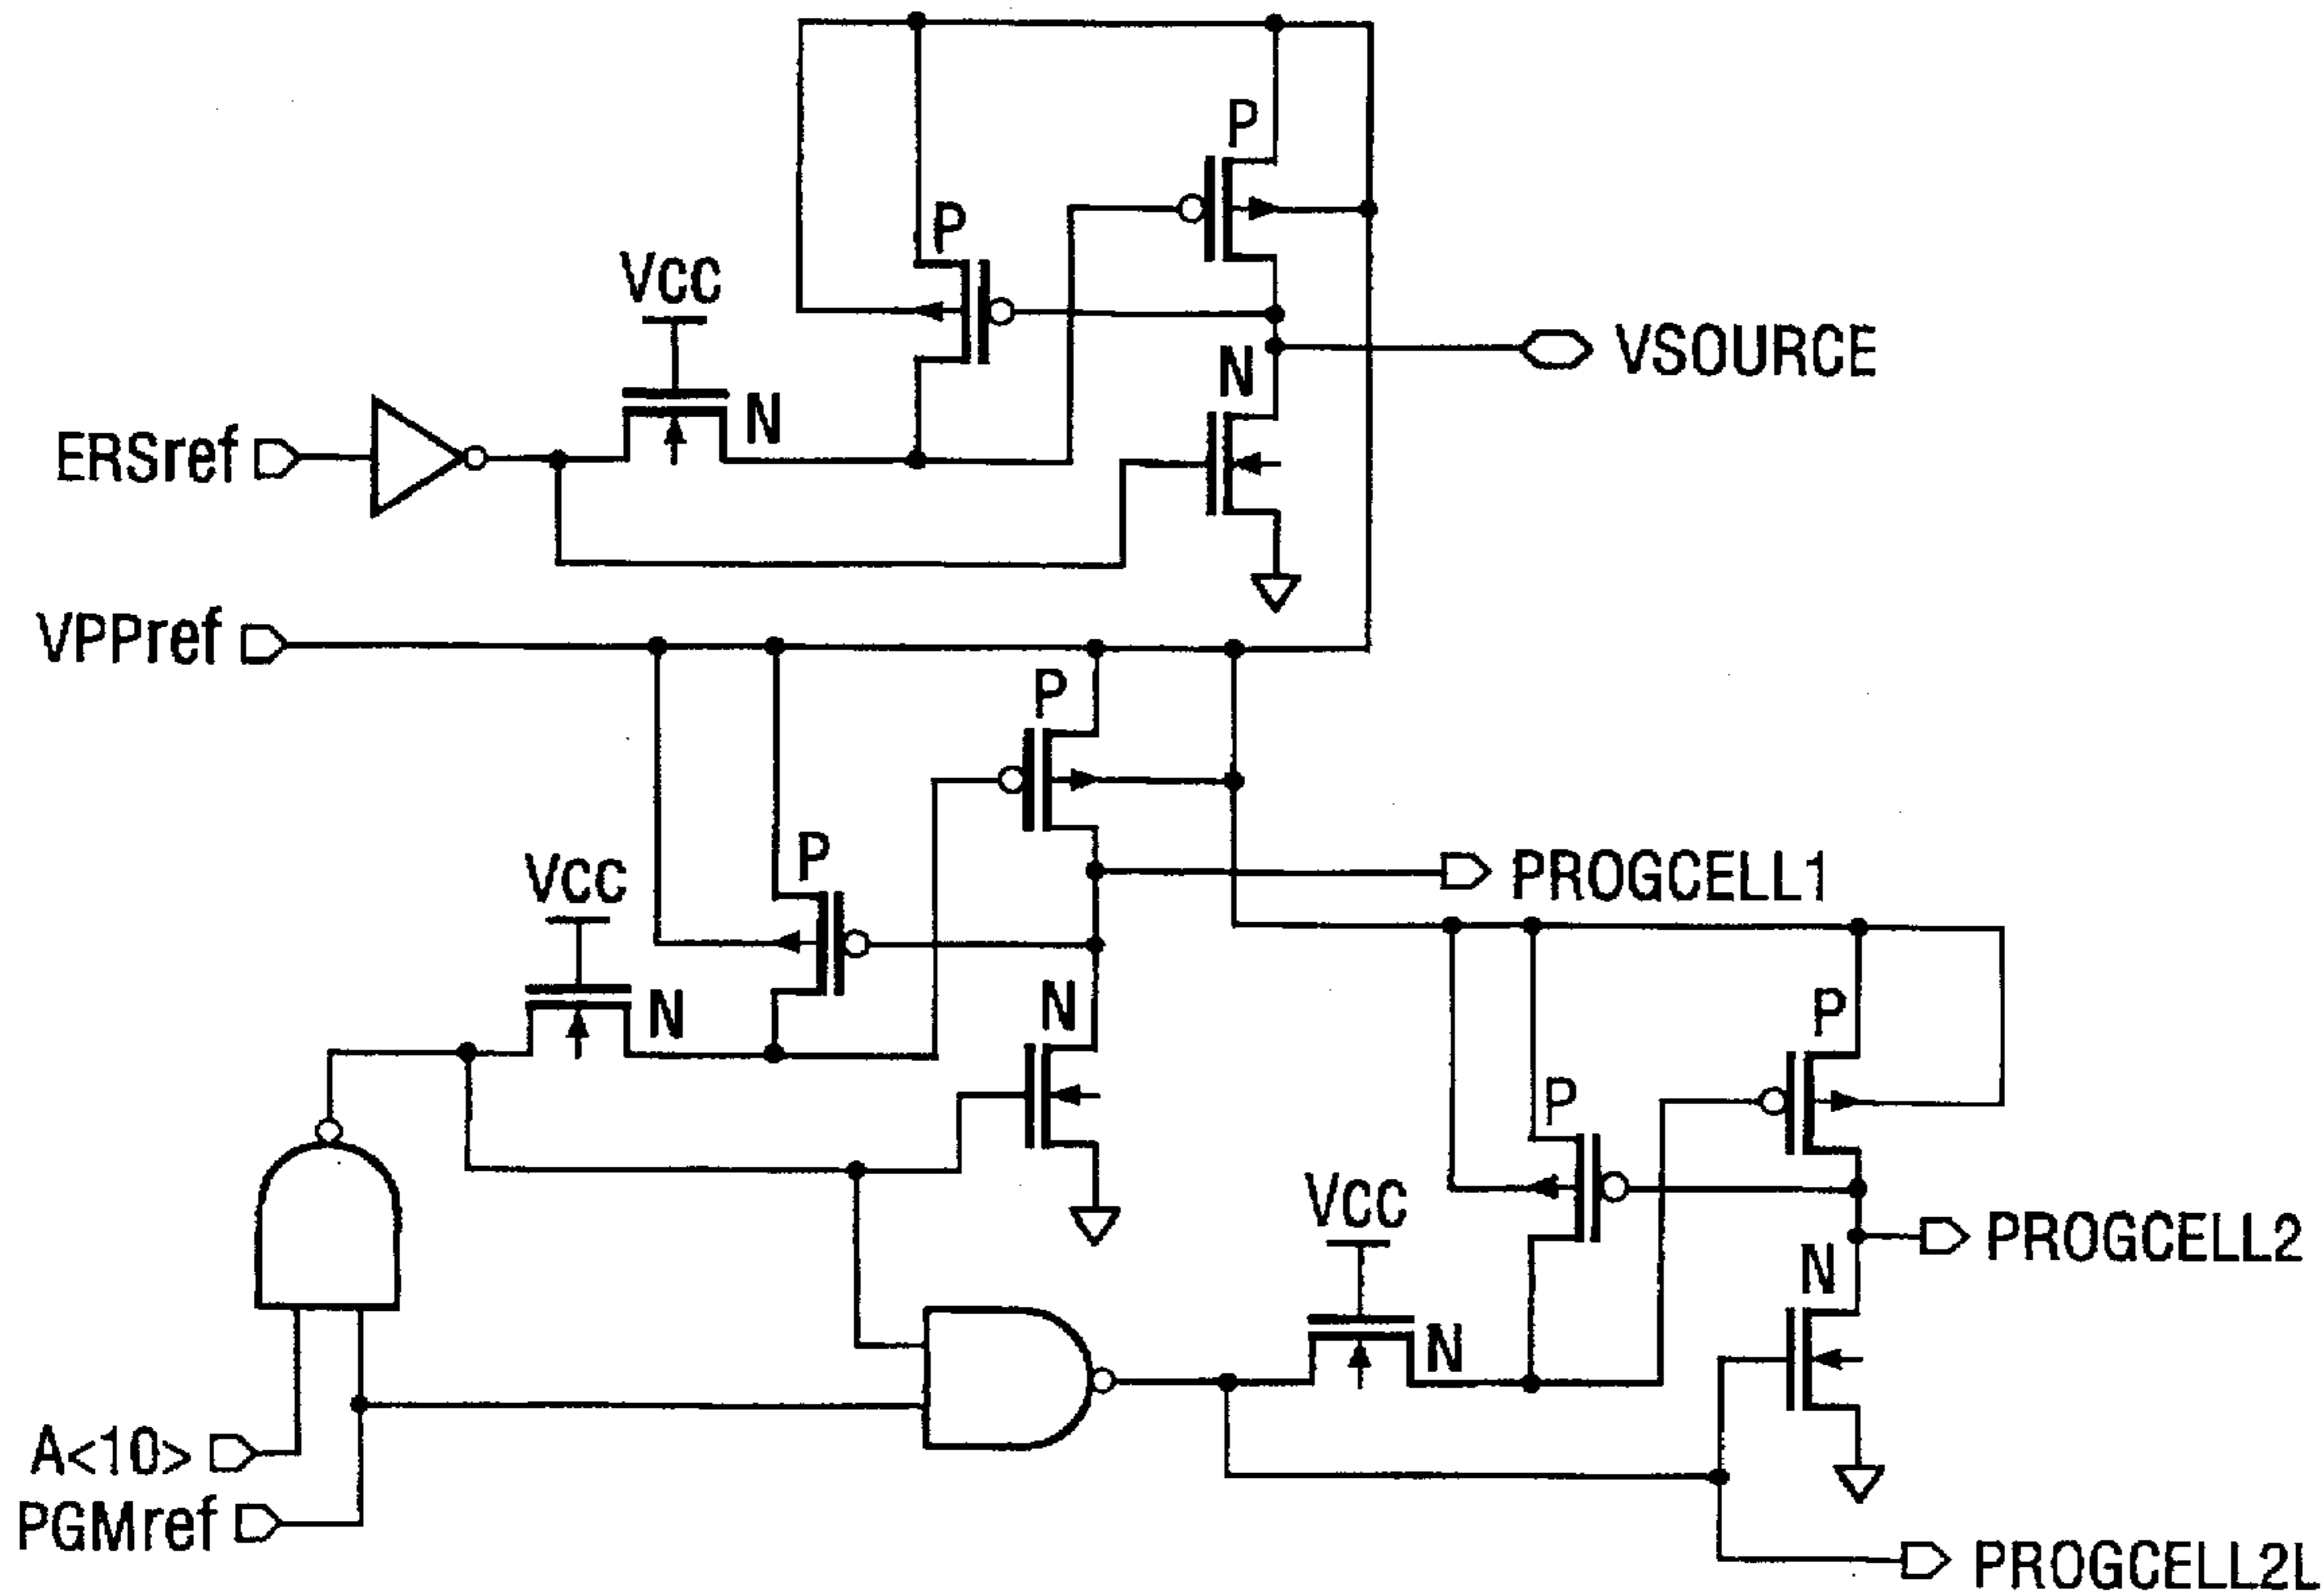 P
P
VCC
N
N
VSOURCE
ERSref
VPPref
P
P
VCC
PROGCELL1
N
N
P
P
VCC
PROGCELL2
N
N
A<10>
PGMref
PROGCELL2L